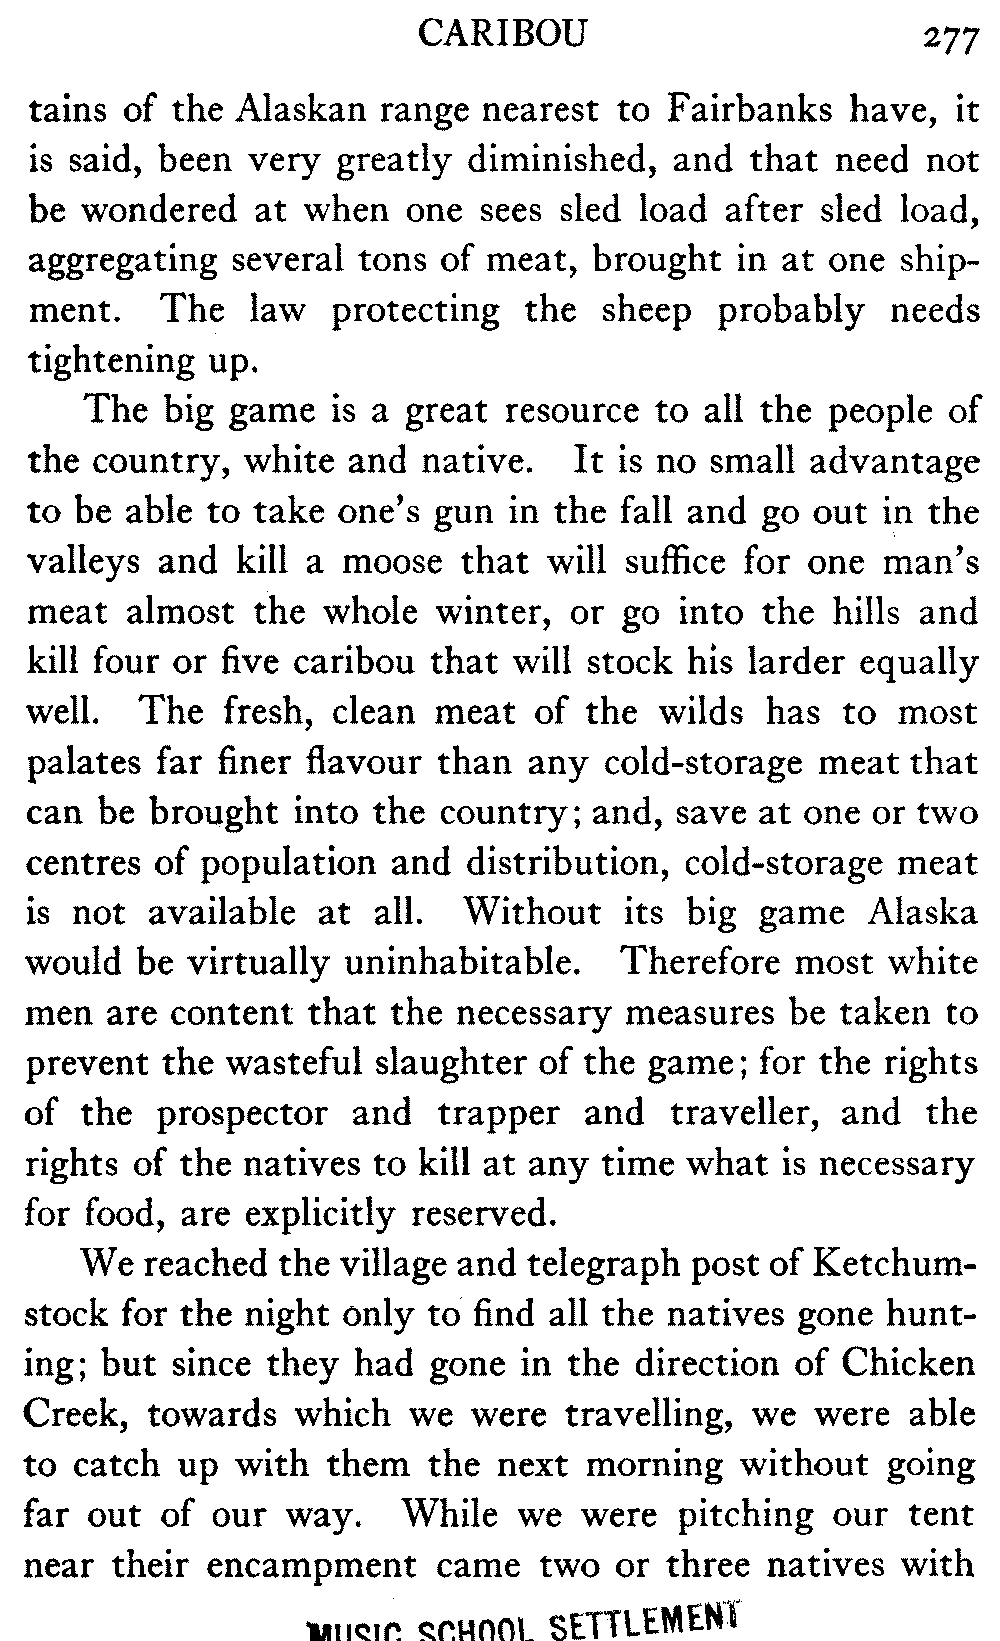 CARIBOU 277
tains of the Alaskan range nearest to Fairbanks have, it
is said, been very greatly diminished, and that need not
be wondered at when one sees sled load after sled load,
aggregating several tons of meat, brought in at one ship-
ment. The law protecting the sheep probably needs
tightening up.
The big game is a great resource to all the people of
the country, white and native. It is no small advantage
to be able to take one's gun in the fall and go out in the
valleys and kill a moose that will suffice for one man's
meat almost the whole winter, or go into the hills and
kill four or five caribou that will stock his larder equally
well. The fresh, clean meat of the wilds has to most
palates far finer flavour than any cold-storage meat that
can be brought into the country; and, save at one or two
centres of population and distribution, cold-storage meat
is not available at all. Without its big game Alaska
would be virtually uninhabitable. Therefore most white
men are content that the necessary measures be taken to
prevent the wasteful slaughter of the game; for the rights
of the prospector and trapper and traveller, and the
rights of the natives to kill at any time what is necessary
for food, are explicitly reserved.
We reached the village and telegraph post of Ketchum-
stock for the night only to find all the natives gone hunt-
ing; but since they had gone in the direction of Chicken
Creek, towards which we were travelling, we were able
to catch up with them the next morning without going
far out of our way. While we were pitching our tent
near their encampment came two or three natives with
MUSIC SCHOOL SETTLEMENT